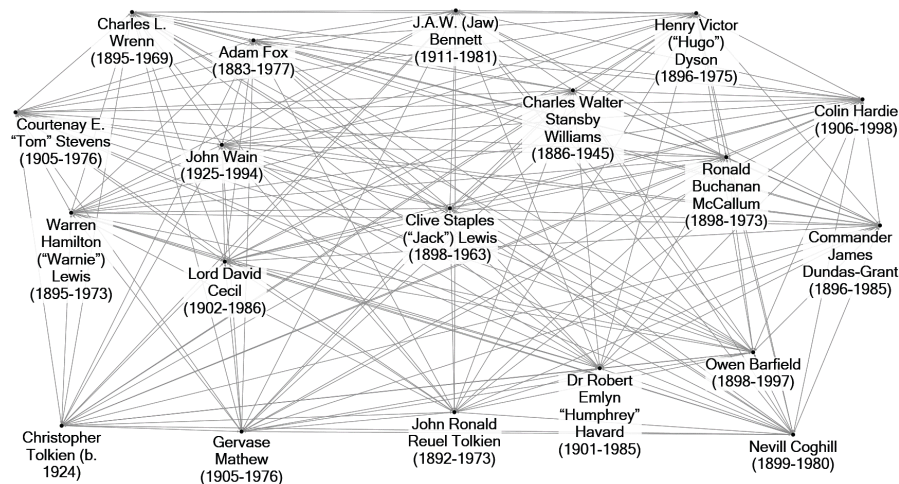 Charles L.
Wrenn
(1895-1969)
Adam Fox
(1883-1977)
J.A.W. (Jaw)
Bennett
(1911-1981)
Henry Victor
(“Hugo”)
Dyson
(1896-1975)
Courtenay E.
“Tom” Stevens
(1905-1976)
John Wain
(1925-1994)
Charles Walter
Stansby
Williams
(1886-1945)
Colin Hardie
(1906-1998)
Ronald
Buchanan
McCallum
(1898-1973)
Warren
Hamilton
(“Warnie”)
Lewis
(1895-1973)
Lord David
Cecil
(1902-1986)
Clive Staples
(“Jack”) Lewis
(1898-1963)
Commander
James
Dundas-Grant
(1896-1985)
Owen Barfield
(1898-1997)
Christopher
Tolkien (b.
1924)
Gervase
Mathew
(1905-1976)
John Ronald
Reuel Tolkien
(1892-1973)
Dr Robert
Emlyn
“Humphrey”
Havard
(1901-1985)
Nevill Coghill
(1899-1980)